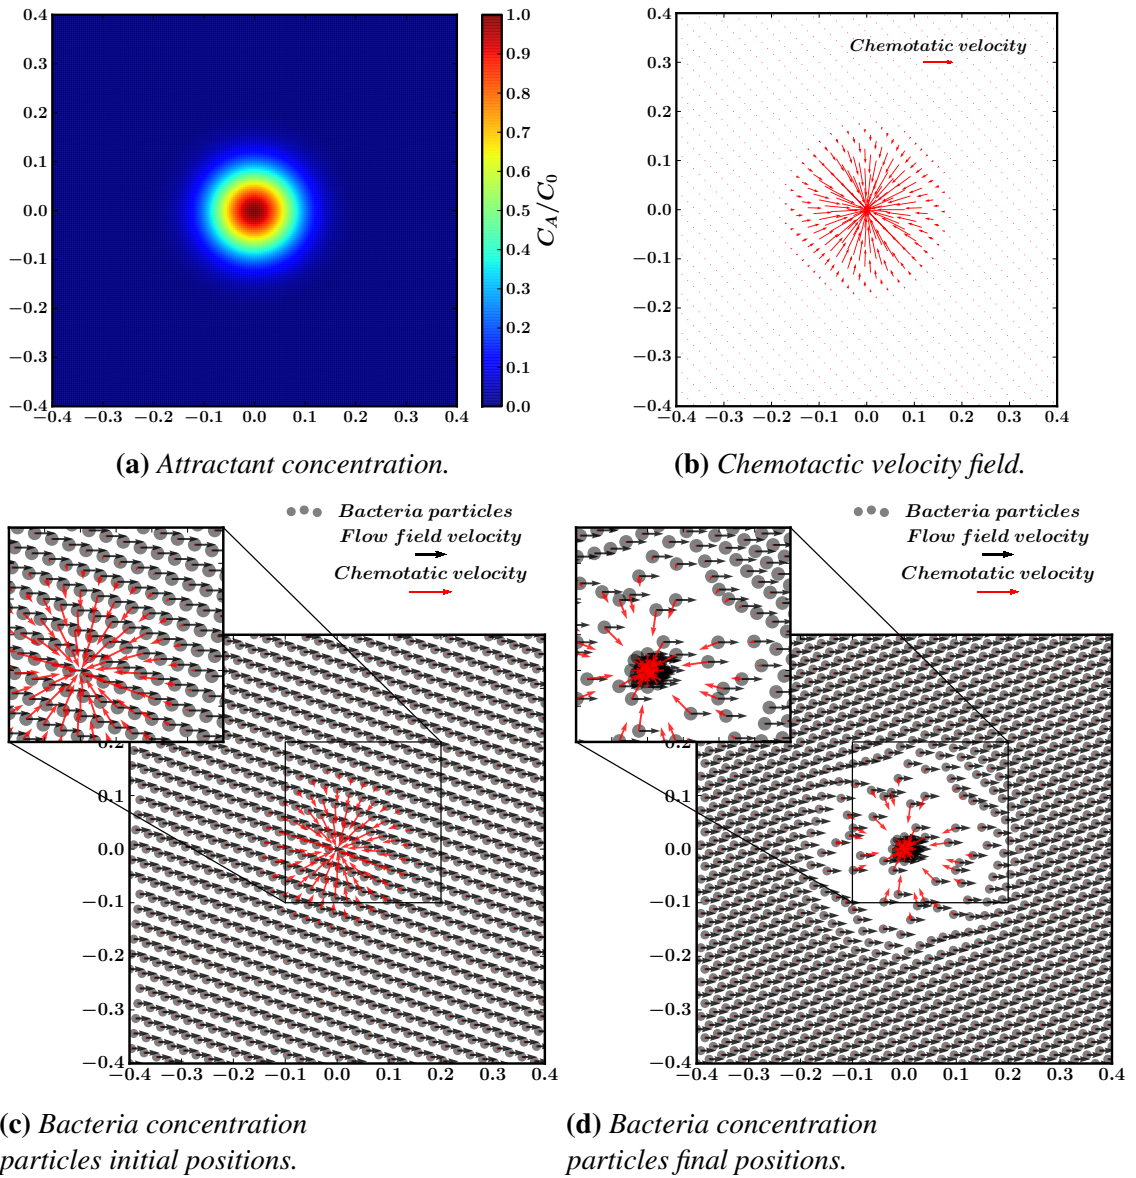 0.4
0.3
0.2
0.1
0.0
−0.1
−0.2
−0.3
−0.4
−0.4 −0.3 −0.2 −0.1 0.0 0.1 0.2 0.3 0.4
1.0
0.9
0.8
0.7
0.6
0.5
0.4
0.3
0.2
0.1
0.0
C_A/C_0
(a) Attractant concentration.
Chemotatic velocity
0.4
0.3
0.2
0.1
0.0
−0.1
−0.2
−0.3
−0.4
−0.4 −0.3 −0.2 −0.1 0.0 0.1 0.2 0.3 0.4
(b) Chemotactic velocity field.
Bacteria particles
Flow field velocity
Chemotatic velocity
0.2
0.1
0.0
−0.1
−0.2
−0.3
−0.4
−0.4 −0.3 −0.2 −0.1 0.0 0.1 0.2 0.3 0.4
(c) Bacteria concentration
particles initial positions.
Bacteria particles
Flow field velocity
Chemotatic velocity
0.2
0.1
0.0
−0.1
−0.2
−0.3
−0.4
−0.4 −0.3 −0.2 −0.1 0.0 0.1 0.2 0.3 0.4
(d) Bacteria concentration
particles final positions.